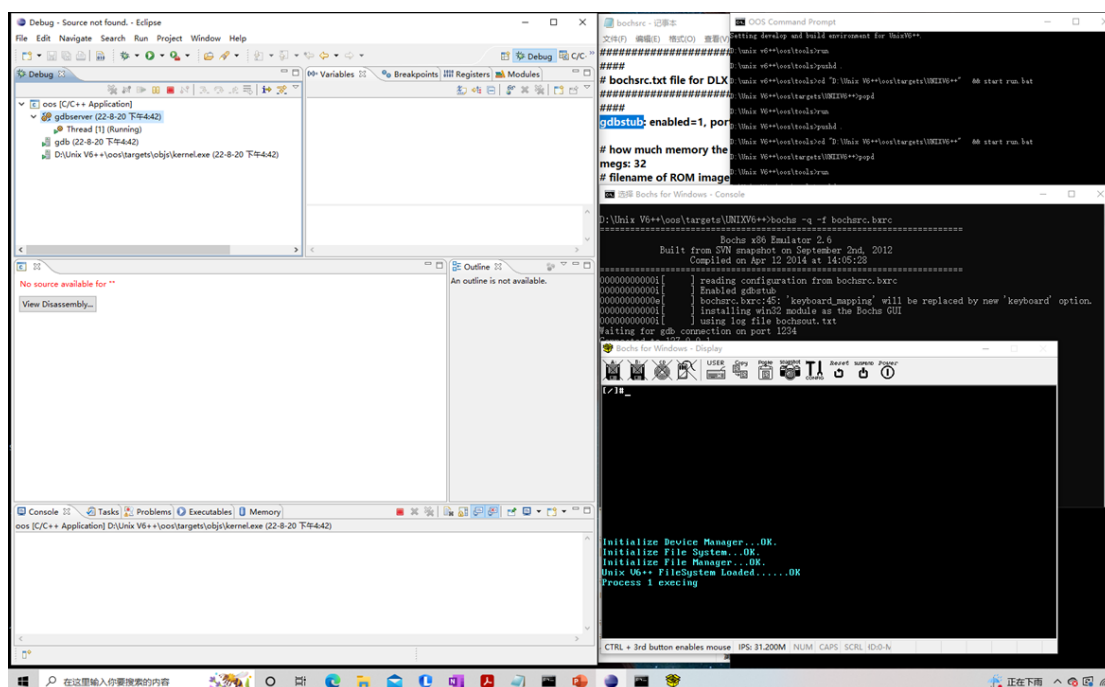 Debug - Source not found. - Eclipse
File Edit Navigate Search Run Project Window Help
Debug C/C-
Debug
oos [C/C++ Application]
gdbserver (22-8-20 下午4:42)
Thread [1] (Running)
gdb (22-8-20 下午4:42)
D:\Unix V6++\oos\targets\objs\kernel.exe (22-8-20 下午4:42)
Variables Breakpoints Registers Modules
No source available for ""
View Disassembly...
Outline
An outline is not available.
Console Tasks Problems Executables Memory
oos [C/C++ Application] D:\Unix V6++\oos\targets\objs\kernel.exe (22-8-20 下午4:42)
bochsrc - 记事本
文件(F) 编辑(E) 格式(O) 查看(V)
######################
####
# bochsrc.txt file for DLX
######################
####
gdbstub: enabled=1, por
# how much memory the
megs: 32
# filename of ROM image
OOS Command Prompt
Setting develop and build environment for UnixV6++.
D:\unix v6++\oos\tools>run
D:\Unix V6++\oos\tools>pushd .
D:\unix v6++\oos\tools>cd "D:\Unix V6++\oos\targets\UNIXV6++" && start run.bat
D:\Unix V6++\oos\targets\UNIXV6++>popd
D:\Unix V6++\oos\tools>run
D:\Unix V6++\oos\tools>pushd .
D:\Unix V6++\oos\tools>cd "D:\Unix V6++\oos\targets\UNIXV6++" && start run.bat
D:\Unix V6++\oos\targets\UNIXV6++>popd
D:\Unix V6++\oos\tools>run
选择 Bochs for Windows - Console
D:\Unix V6++\oos\targets\UNIXV6++>bochs -q -f bochsrc.bxrc
========================================================================
Bochs x86 Emulator 2.6
Built from SVN snapshot on September 2nd, 2012
Compiled on Apr 12 2014 at 14:05:28
========================================================================
00000000000i[ ] reading configuration from bochsrc.bxrc
00000000000i[ ] Enabled gdbstub
00000000000e[ ] bochsrc.bxrc:45: 'keyboard_mapping' will be replaced by new 'keyboard' option.
00000000000i[ ] installing win32 module as the Bochs GUI
00000000000i[ ] using log file bochsout.txt
Waiting for gdb connection on port 1234
Connected to 127.0.0.1
Bochs for Windows - Display
USER Copy Paste snapshot CONFIG Reset SUSPEND Power
[/]#_
Initialize Device Manager...OK.
Initialize File System...OK.
Initialize File Manager...OK.
Unix V6++ FileSystem Loaded......OK
Process 1 execing
CTRL + 3rd button enables mouse IPS: 31.200M NUM CAPS SCRL ID:0-M
在这里输入你要搜索的内容
正在下雨